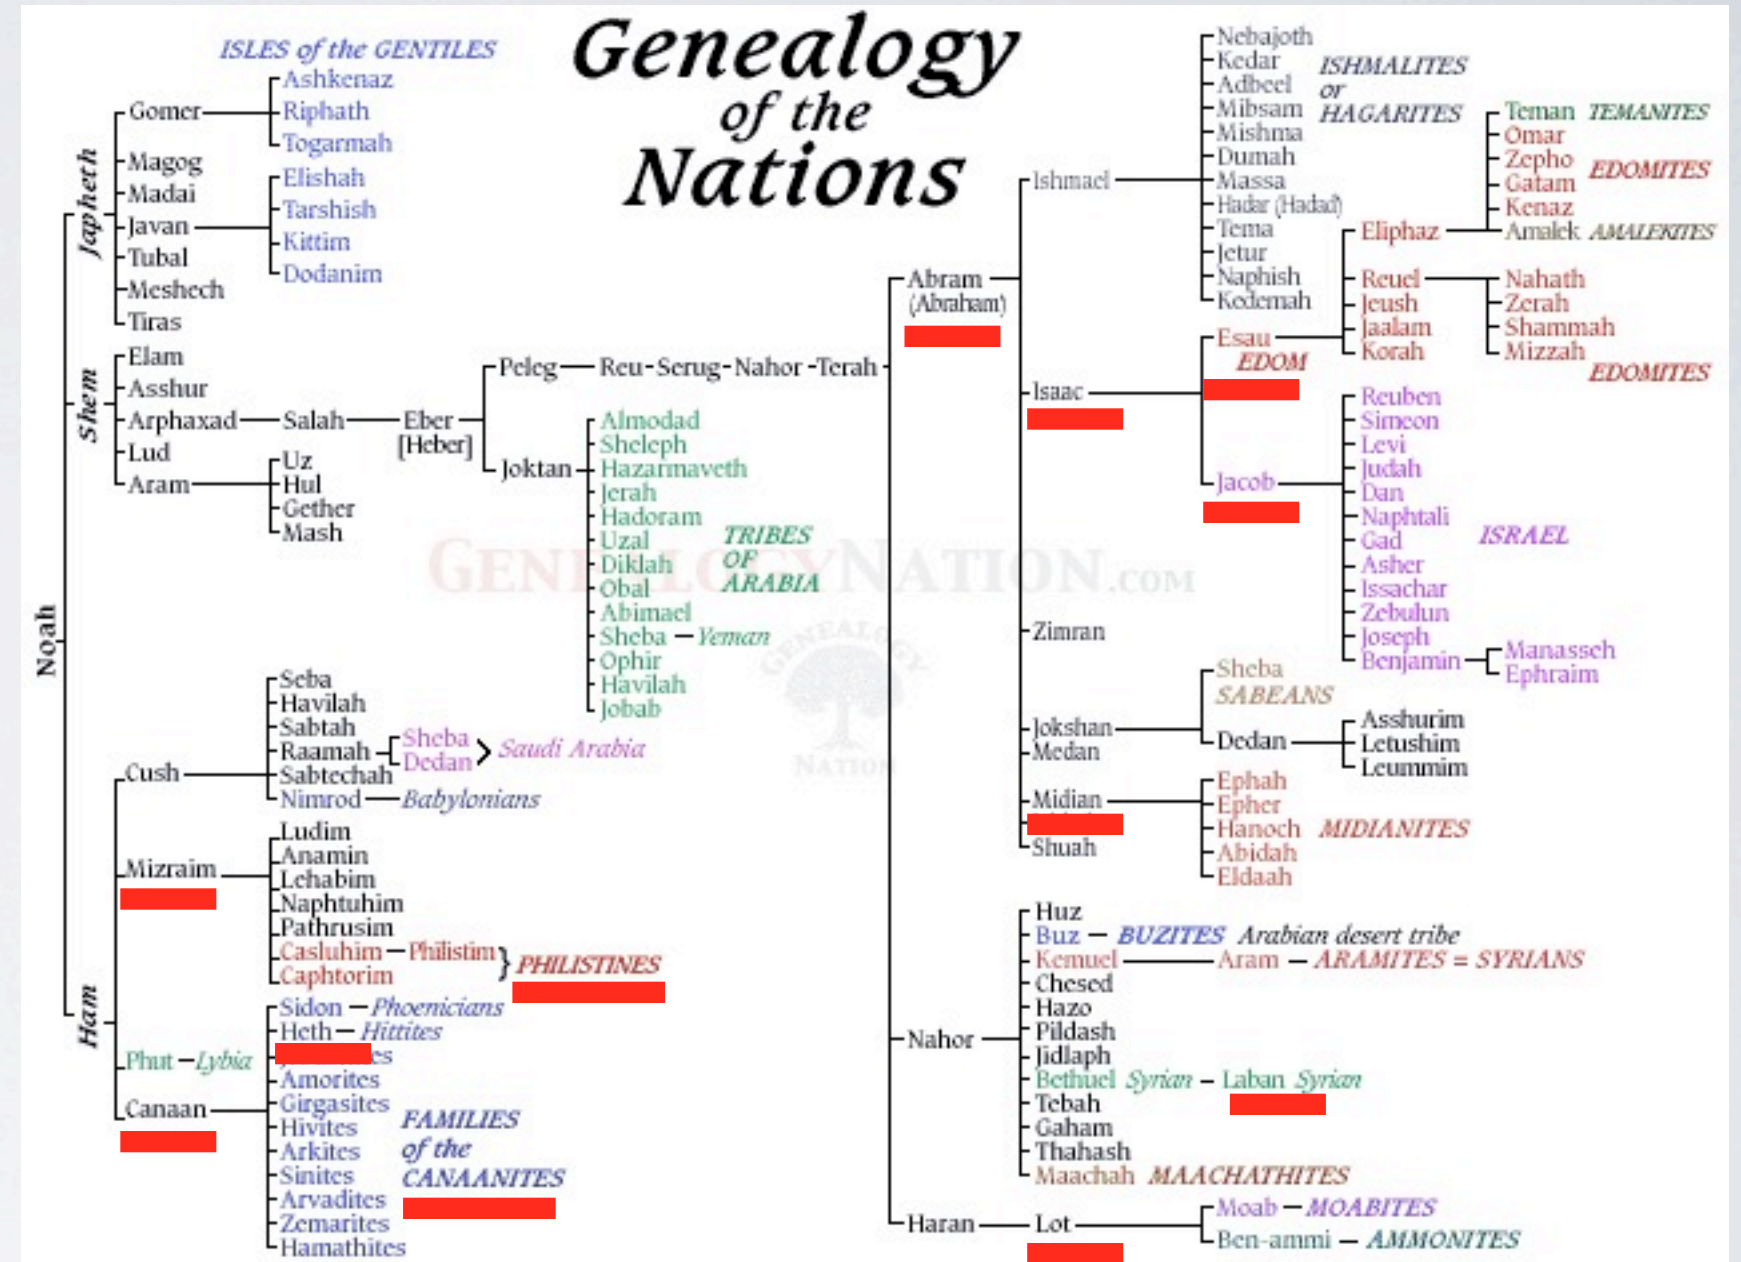 Genealogy
of the
Nations
Noah
Japheth
ISLES of the GENTILES
Gomer
Ashkenaz
Riphath
Togarmah
Magog
Madai
Javan
Elishah
Tarshish
Kittim
Dodanim
Tubal
Meshech
Tiras
Shem
Elam
Asshur
Arphaxad
Salah
Eber
[Heber]
Lud
Aram
Uz
Hul
Gether
Mash
Peleg
Reu-Serug-Nahor-Terah
Joktan
Almodad
Sheleph
Hazarmaveth
Jerah
Hadoram
Uzal
Diklah
Obal
Abimael
Sheba - Yeman
Ophir
Havilah
Jobab
TRIBES
OF
ARABIA
Ham
Cush
Seba
Havilah
Sabtah
Raamah
Sheba
Dedan
Saudi Arabia
Sabtechah
Nimrod - Babylonians
Mizraim
Ludim
Anamin
Lehabim
Naphtuhim
Pathrusim
Casluhim - Philistim
Caphtorim
PHILISTINES
Phut - Lybia
Canaan
Sidon - Phoenicians
Heth - Hittites
es
Amorites
Girgasites
Hivites
Arkites
Sinites
Arvadites
Zemarites
Hamathites
FAMILIES
of the
CANAANITES
Abram
(Abraham)
Ishmael
Nebajoth
Kedar
Adbeel
Mibsam
Mishma
Dumah
Massa
Hadar (Hadad)
Tema
Jetur
Naphish
Kedemah
ISHMALITES
or
HAGARITES
Isaac
Esau
EDOM
Eliphaz
Teman TEMANITES
Omar
Zepho
Gatam
Kenaz
EDOMITES
Amalek AMALEKITES
Reuel
Nahath
Zerah
Shammah
Mizzah
EDOMITES
Jeush
Jaalam
Korah
Jacob
Reuben
Simeon
Levi
Judah
Dan
Naphtali
Gad
Asher
Issachar
Zebulun
Joseph
Benjamin
ISRAEL
Manasseh
Ephraim
Zimran
Jokshan
Sheba
SABEANS
Dedan
Asshurim
Letushim
Leummim
Medan
Midian
Ephah
Epher
Hanoch
Abidah
Eldaah
MIDIANITES
Shuah
Nahor
Huz
Buz - BUZITES Arabian desert tribe
Kemuel
Aram - ARAMITES = SYRIANS
Chesed
Hazo
Pildash
Jidlaph
Bethuel Syrian - Laban Syrian
Tebah
Gaham
Thahash
Maachah MAACHATHITES
Haran
Lot
Moab - MOABITES
Ben-ammi - AMMONITES
GENEALOGYNATION.COM
GENEALOGY
NATION